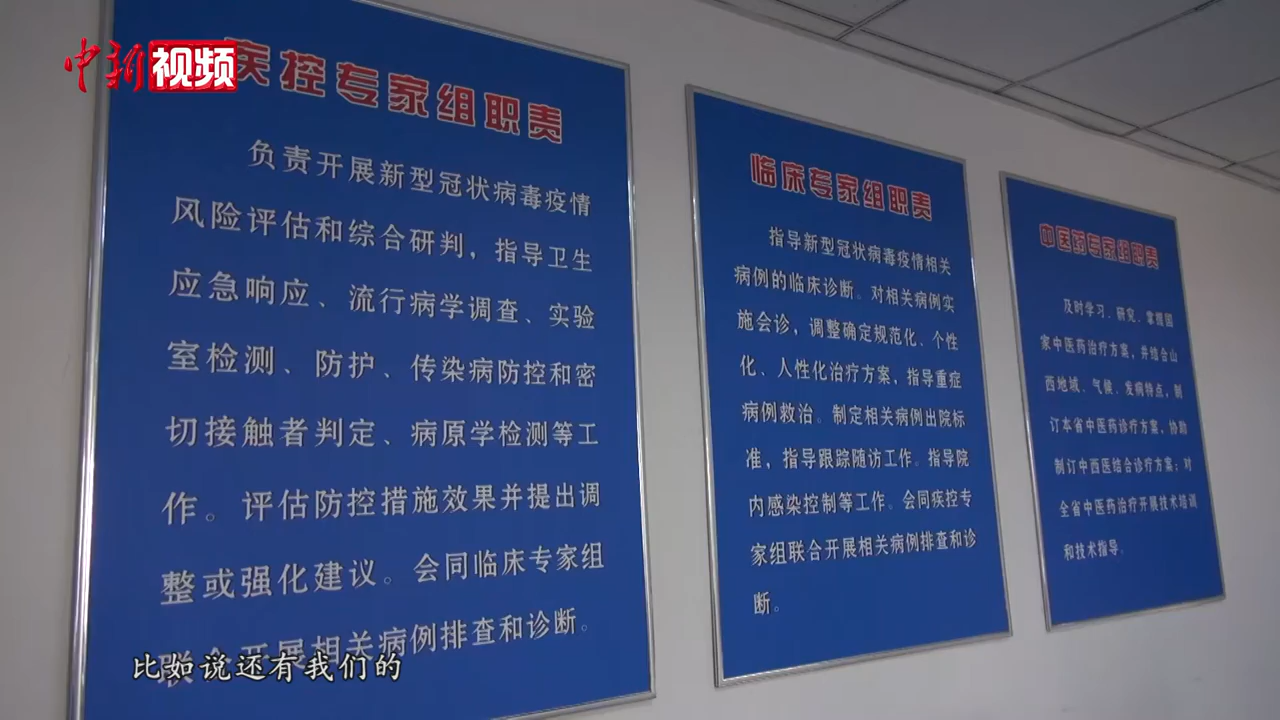 中新视频
疾控专家组职责
负责开展新型冠状病毒疫情
风险评估和综合研判，指导卫生
应急响应、流行病学调查、实验
室检测、防护、传染病防控和密
切接触者判定、病原学检测等工
作。评估防控措施效果并提出调
整或强化建议。会同临床专家组
联合开展相关病例排查和诊断。
临床专家组职责
指导新型冠状病毒疫情相关
病例的临床诊断。对相关病例实
施会诊，调整确定规范化、个性
化、人性化治疗方案，指导重症
病例救治。制定相关病例出院标
准，指导跟踪随访工作。指导院
内感染控制等工作。会同疾控专
家组联合开展相关病例排查和诊
断。
中医药专家组职责
及时学习、研究、掌握国
家中医药治疗方案，并结合山
西地域、气候、发病特点，制
订本省中医药诊疗方案，协助
制订中西医结合诊疗方案；对
全省中医药治疗开展技术培训
和技术指导。
比如说还有我们的